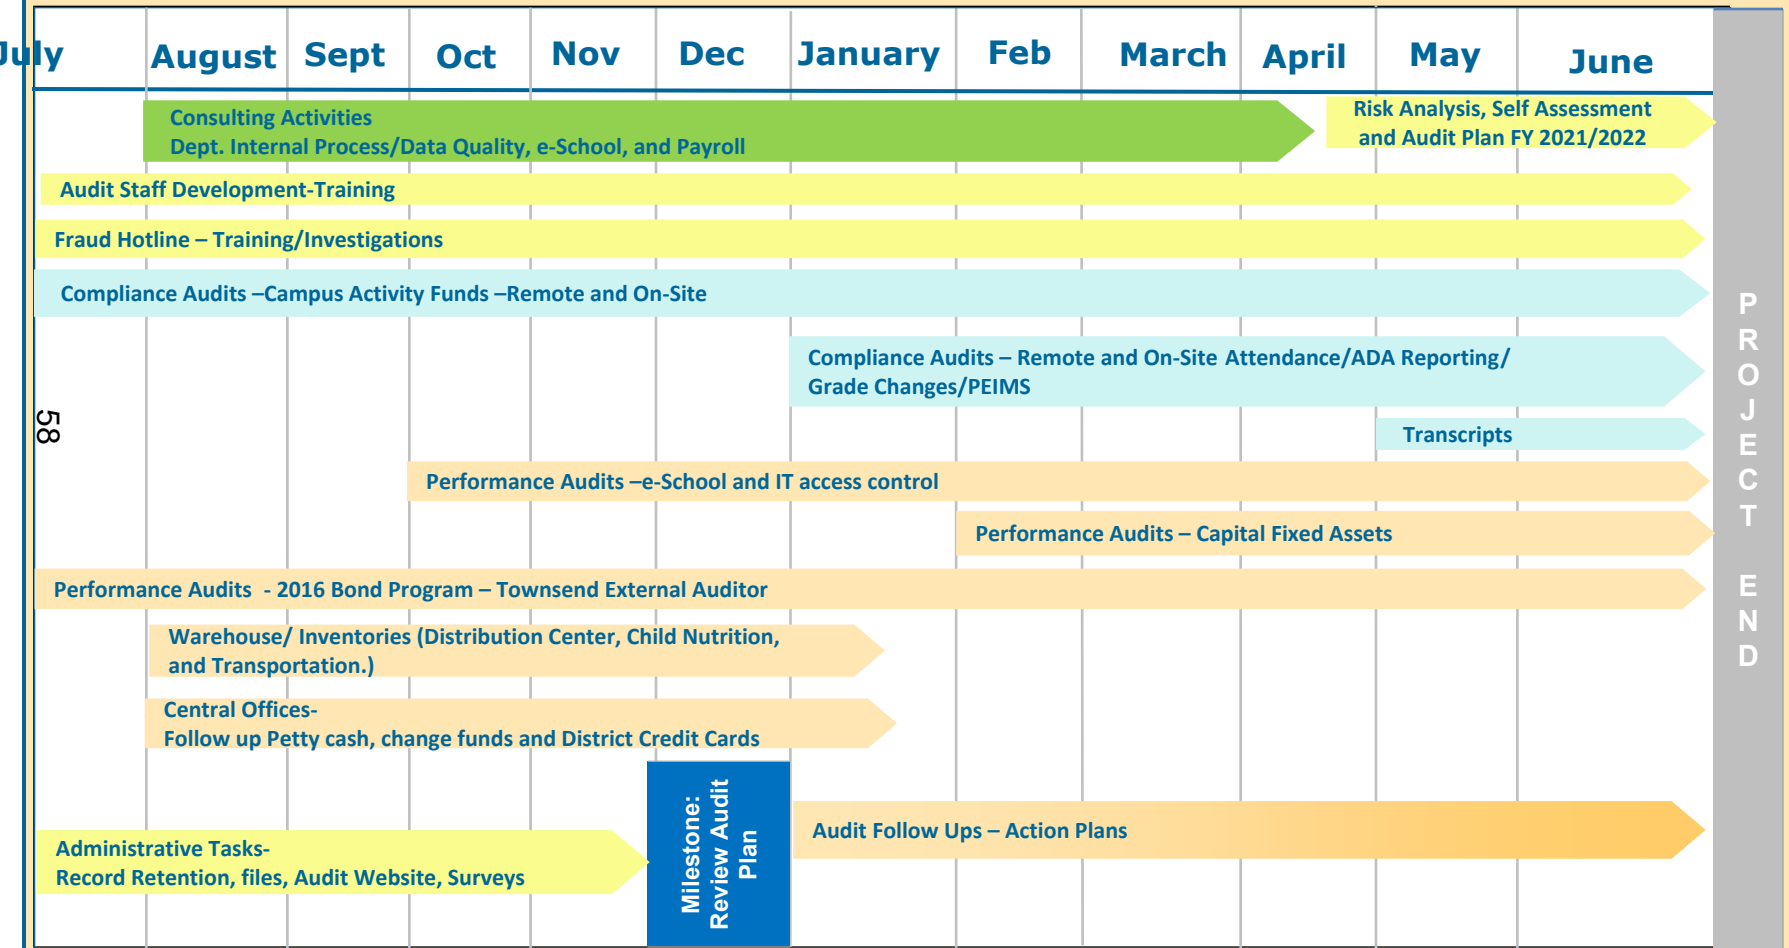 July August Sept Oct Nov Dec January Feb March April May June
Consulting Activities
Dept. Internal Process/Data Quality, e-School, and Payroll
Risk Analysis, Self Assessment
and Audit Plan FY 2021/2022
Audit Staff Development-Training
Fraud Hotline – Training/Investigations
Compliance Audits –Campus Activity Funds –Remote and On-Site
Compliance Audits – Remote and On-Site Attendance/ADA Reporting/
Grade Changes/PEIMS
Transcripts
Performance Audits –e-School and IT access control
Performance Audits – Capital Fixed Assets
Performance Audits - 2016 Bond Program – Townsend External Auditor
Warehouse/ Inventories (Distribution Center, Child Nutrition,
and Transportation.)
Central Offices-
Follow up Petty cash, change funds and District Credit Cards
Milestone:
Review Audit
Plan
Audit Follow Ups – Action Plans
Administrative Tasks-
Record Retention, files, Audit Website, Surveys
PROJECT END
58